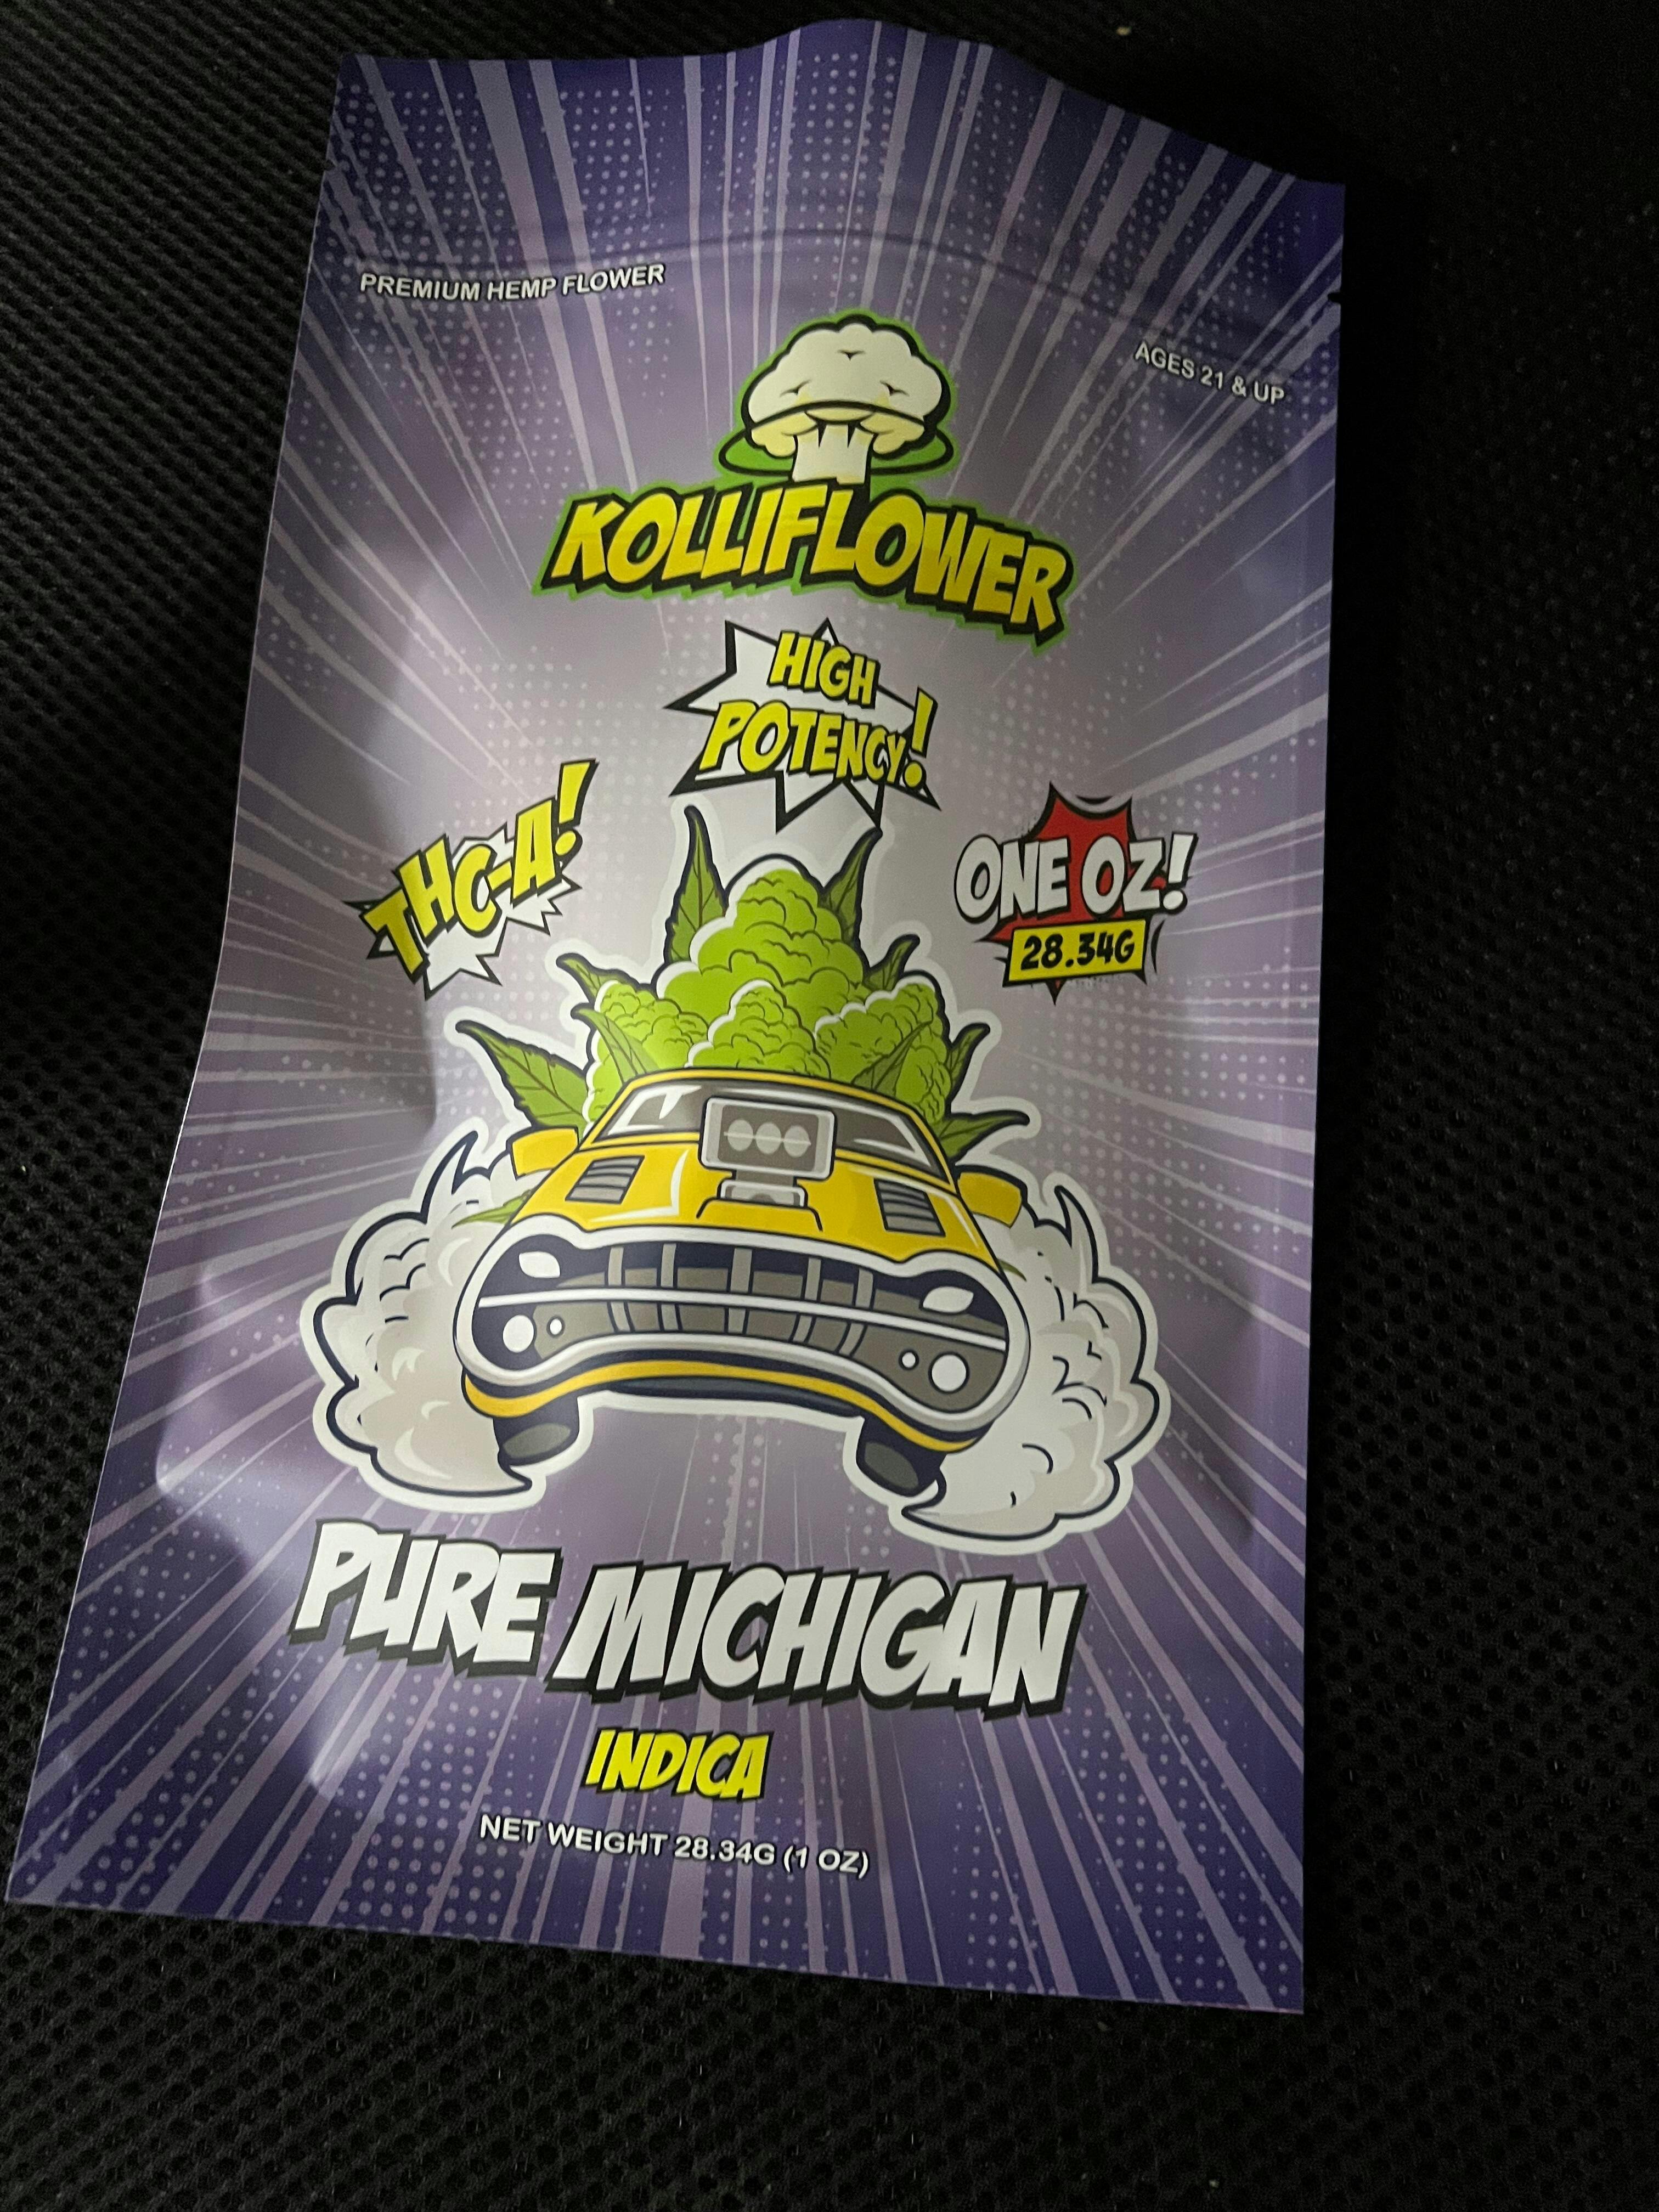 PREMIUM HEMP FLOWER
AGES 21 & UP
KOLLIFLOWER
HIGH
POTENCY!
THC-A!
ONE OZ!
28.34G
PURE MICHIGAN
INDICA
NET WEIGHT 28.34G (1 OZ)